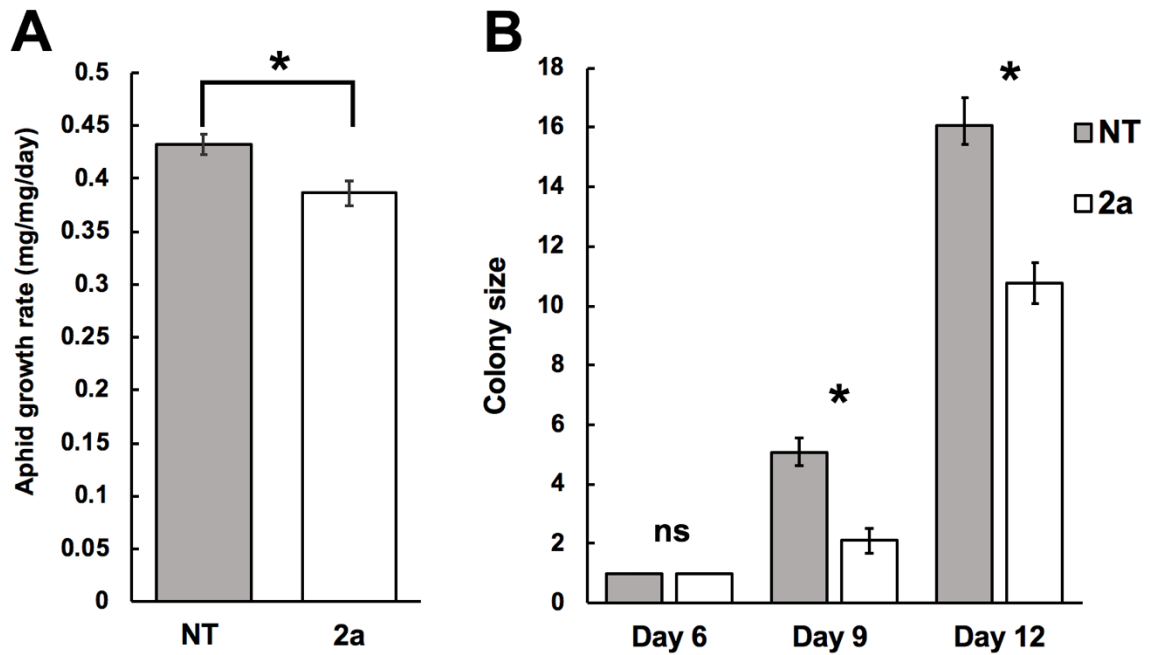 A
Aphid growth rate (mg/mg/day)
0.5
0.45
0.4
0.35
0.3
0.25
0.2
0.15
0.1
0.05
0
*
NT
2a
B
Colony size
18
16
14
12
10
8
6
4
2
0
ns
*
*
Day 6
Day 9
Day 12
NT
2a